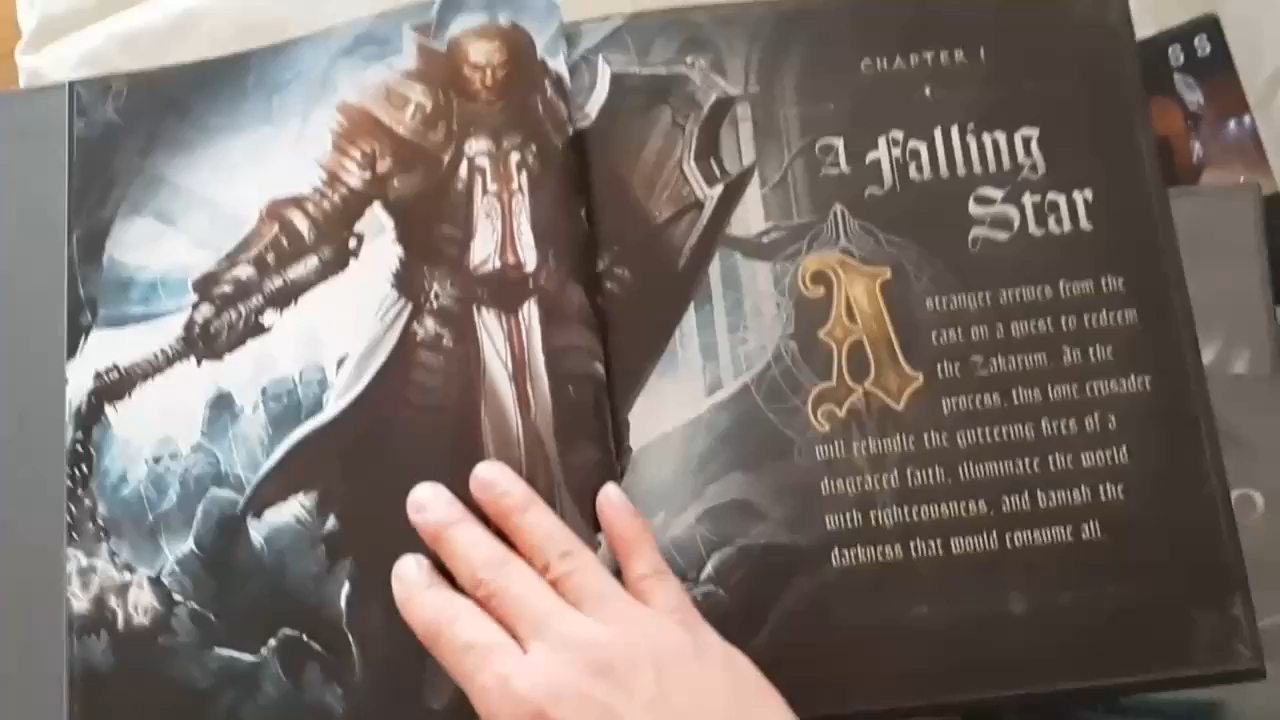 CHAPTER I
A Falling
Star
A stranger arrives from the
east on a quest to redeem
the Zakarum. In the
process, this lone crusader
will rekindle the guttering fires of a
disgraced faith, illuminate the world
with righteousness, and banish the
darkness that would consume all.